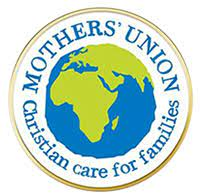 MOTHERS' UNION
Christian care for families